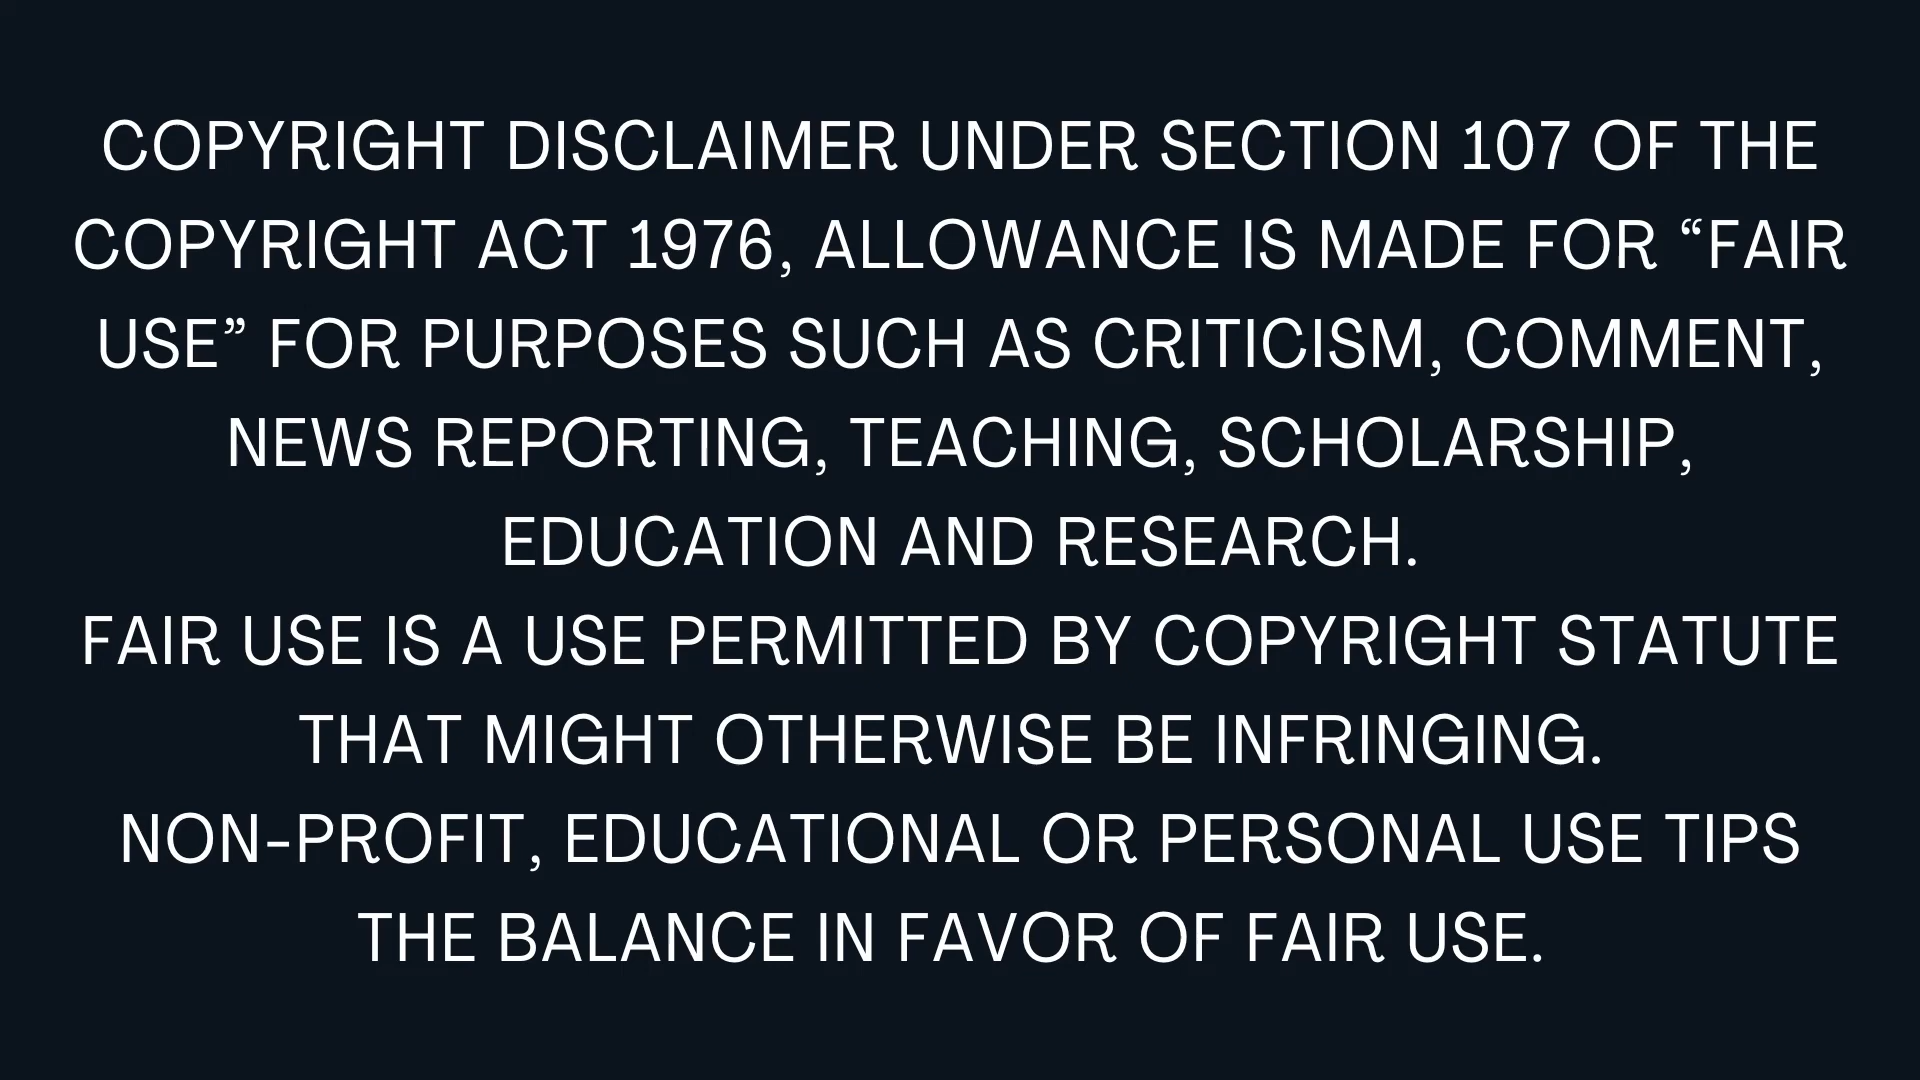 COPYRIGHT DISCLAIMER UNDER SECTION 107 OF THE
COPYRIGHT ACT 1976, ALLOWANCE IS MADE FOR “FAIR
USE” FOR PURPOSES SUCH AS CRITICISM, COMMENT,
NEWS REPORTING, TEACHING, SCHOLARSHIP,
EDUCATION AND RESEARCH.
FAIR USE IS A USE PERMITTED BY COPYRIGHT STATUTE
THAT MIGHT OTHERWISE BE INFRINGING.
NON-PROFIT, EDUCATIONAL OR PERSONAL USE TIPS
THE BALANCE IN FAVOR OF FAIR USE.